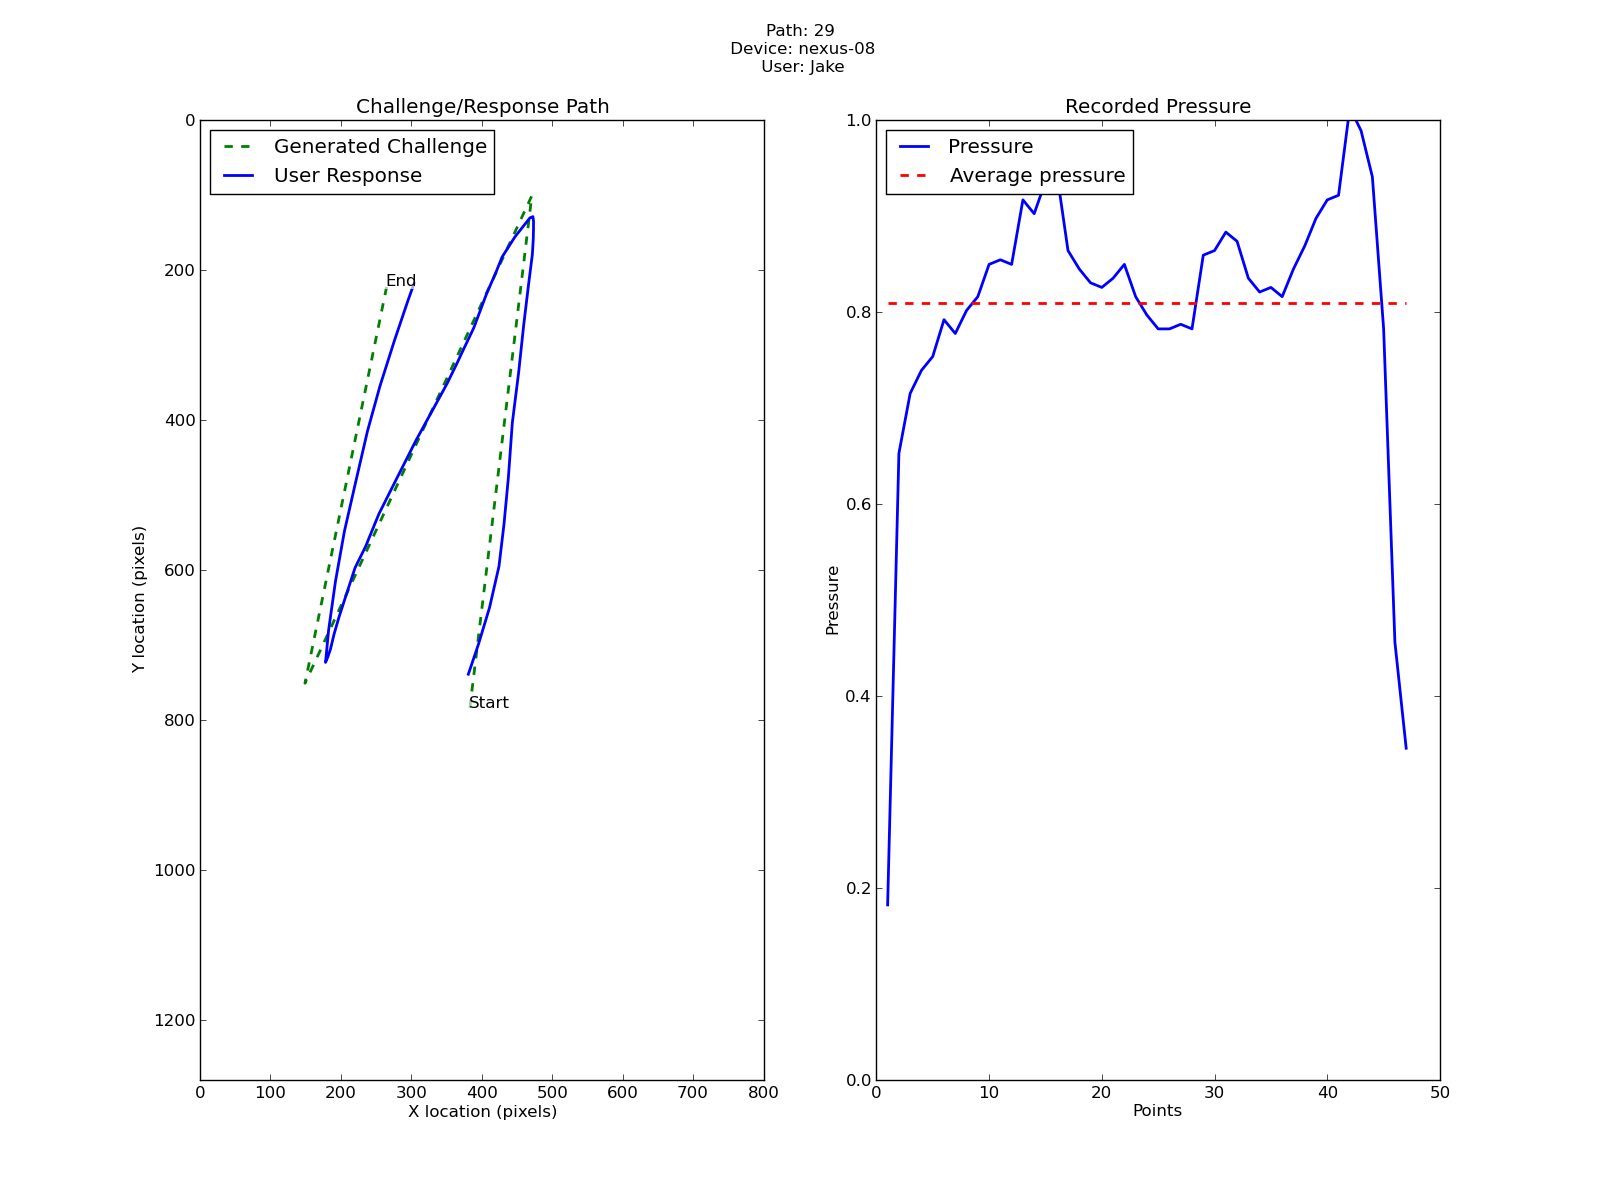 Path: 29
Device: nexus-08
User: Jake
Challenge/Response Path
Generated Challenge
User Response
End
Start
0
200
400
600
800
1000
1200
Y location (pixels)
0 100 200 300 400 500 600 700 800
X location (pixels)
Recorded Pressure
Pressure
Average pressure
1.0
0.8
0.6
0.4
0.2
0.0
Pressure
0 10 20 30 40 50
Points